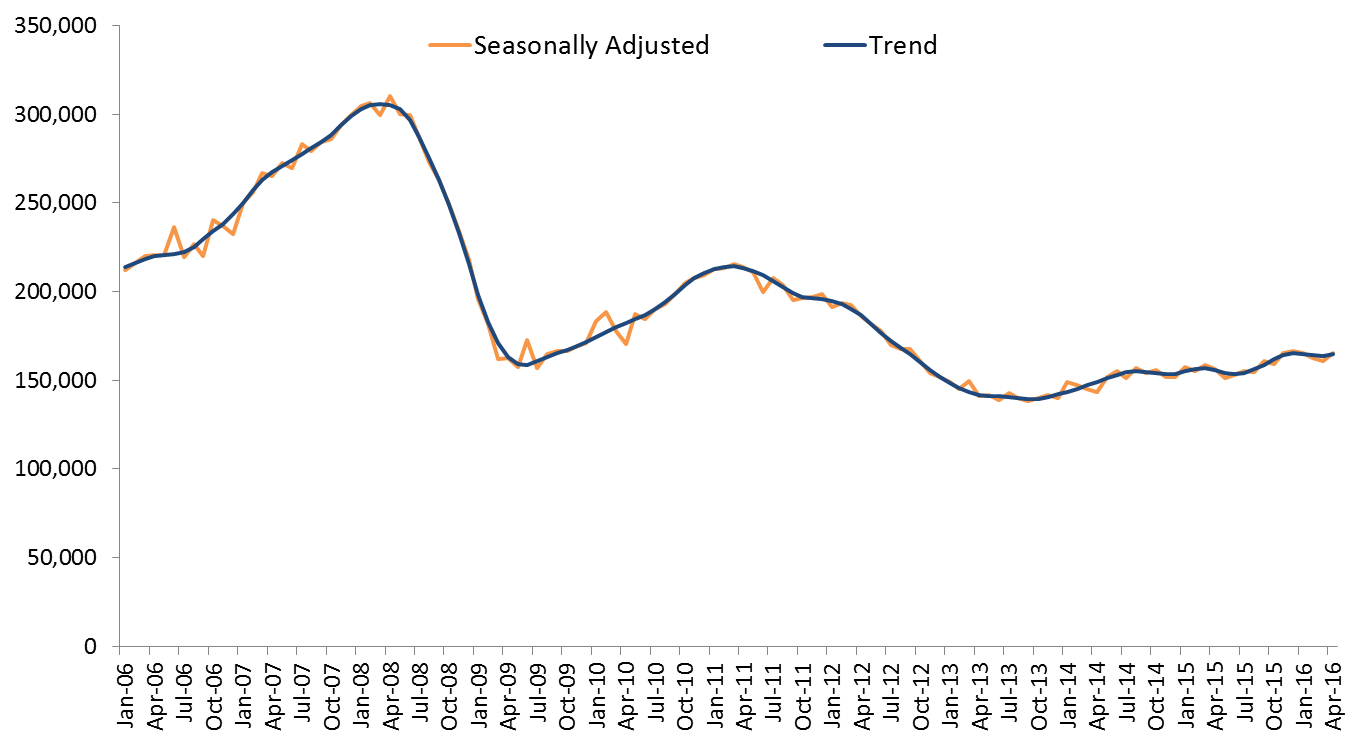 350,000
Seasonally Adjusted Trend
300,000
250,000
200,000
150,000
100,000
50,000
0
Jan-06
Apr-06
Jul-06
Oct-06
Jan-07
Apr-07
Jul-07
Oct-07
Jan-08
Apr-08
Jul-08
Oct-08
Jan-09
Apr-09
Jul-09
Oct-09
Jan-10
Apr-10
Jul-10
Oct-10
Jan-11
Apr-11
Jul-11
Oct-11
Jan-12
Apr-12
Jul-12
Oct-12
Jan-13
Apr-13
Jul-13
Oct-13
Jan-14
Apr-14
Jul-14
Oct-14
Jan-15
Apr-15
Jul-15
Oct-15
Jan-16
Apr-16